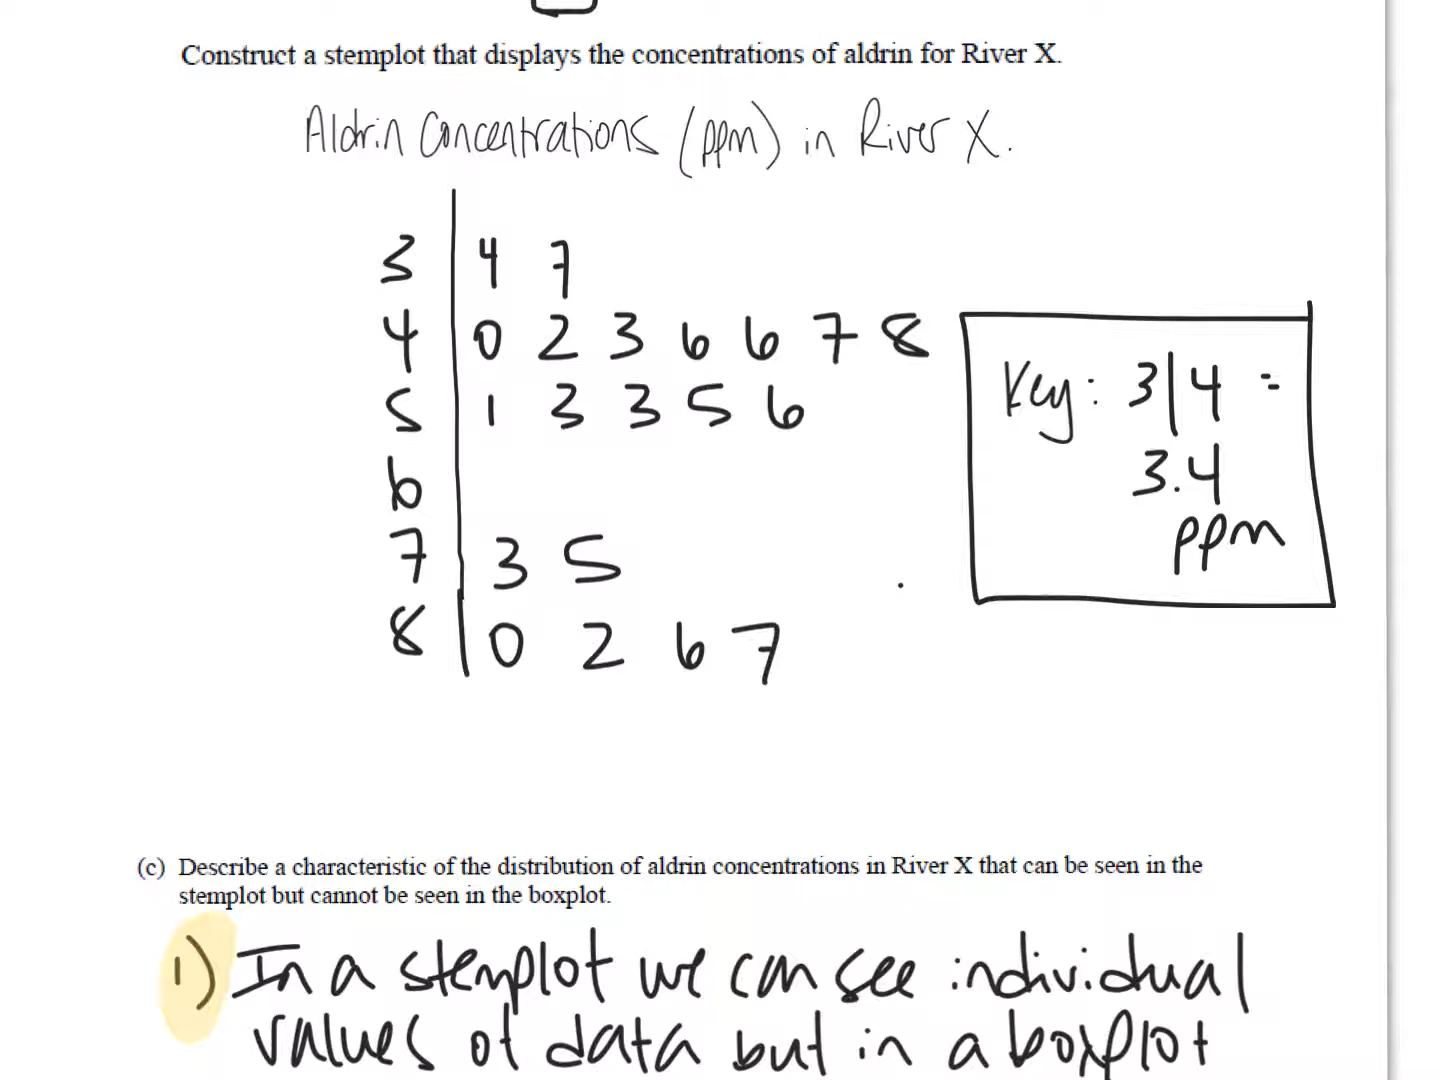 Construct a stemplot that displays the concentrations of aldrin for River X.
Aldrin Concentrations (ppm) in River X.
3 | 4 7
4 | 0 2 3 6 6 7 8
5 | 1 3 3 5 6
6 |
7 | 3 5
8 | 0 2 6 7
Key: 3|4 =
3.4
ppm
(c) Describe a characteristic of the distribution of aldrin concentrations in River X that can be seen in the
stemplot but cannot be seen in the boxplot.
1) In a stemplot we can see individual
values of data but in a boxplot